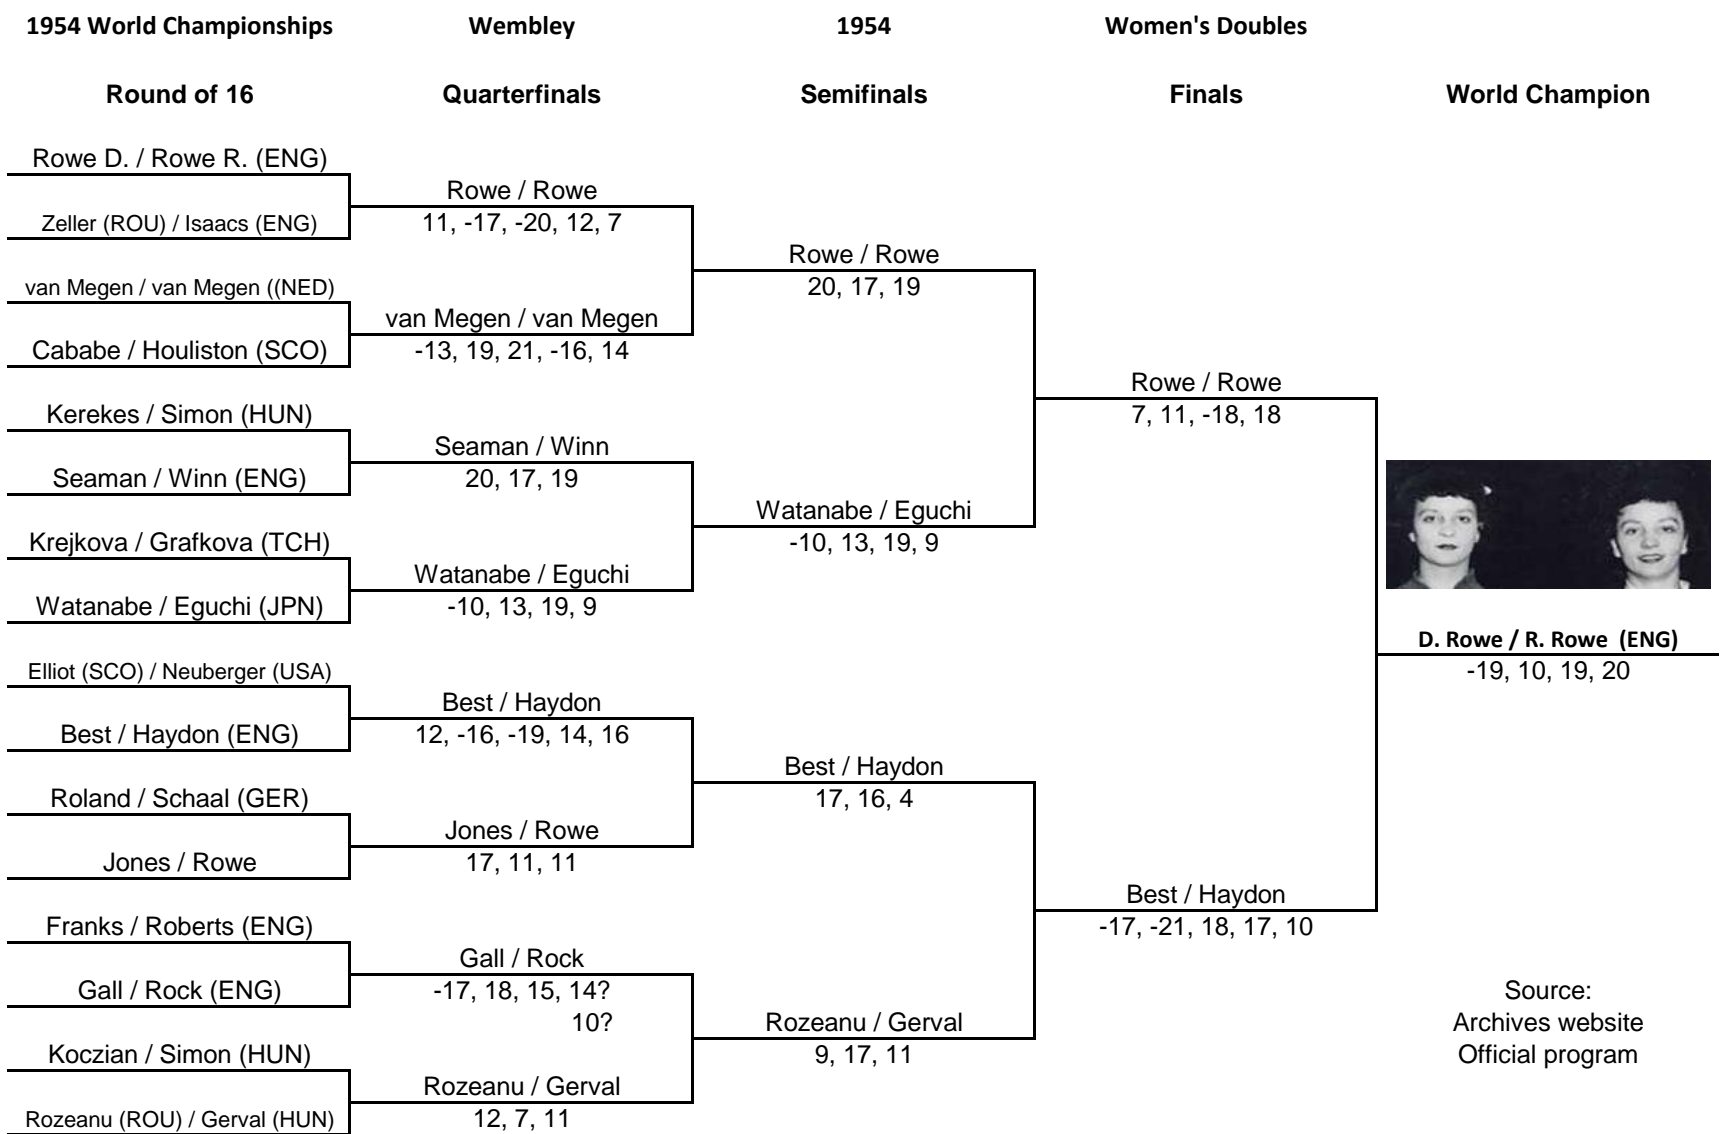 1954 World Championships Wembley 1954 Women's Doubles
Round of 16 Quarterfinals Semifinals Finals World Champion
Rowe D. / Rowe R. (ENG)
Rowe / Rowe
Zeller (ROU) / Isaacs (ENG)
11, -17, -20, 12, 7
Rowe / Rowe
van Megen / van Megen ((NED)
20, 17, 19
van Megen / van Megen
Cababe / Houliston (SCO)
-13, 19, 21, -16, 14
Rowe / Rowe
Kerekes / Simon (HUN)
7, 11, -18, 18
Seaman / Winn
Seaman / Winn (ENG)
20, 17, 19
Watanabe / Eguchi
Krejkova / Grafkova (TCH)
-10, 13, 19, 9
Watanabe / Eguchi
Watanabe / Eguchi (JPN)
-10, 13, 19, 9
D. Rowe / R. Rowe (ENG)
Elliot (SCO) / Neuberger (USA)
-19, 10, 19, 20
Best / Haydon
Best / Haydon (ENG)
12, -16, -19, 14, 16
Best / Haydon
Roland / Schaal (GER)
17, 16, 4
Jones / Rowe
Jones / Rowe
17, 11, 11
Best / Haydon
Franks / Roberts (ENG)
-17, -21, 18, 17, 10
Gall / Rock
Gall / Rock (ENG)
-17, 18, 15, 14?
Source:
10?
Rozeanu / Gerval
Archives website
Koczian / Simon (HUN)
9, 17, 11
Official program
Rozeanu / Gerval
Rozeanu (ROU) / Gerval (HUN)
12, 7, 11